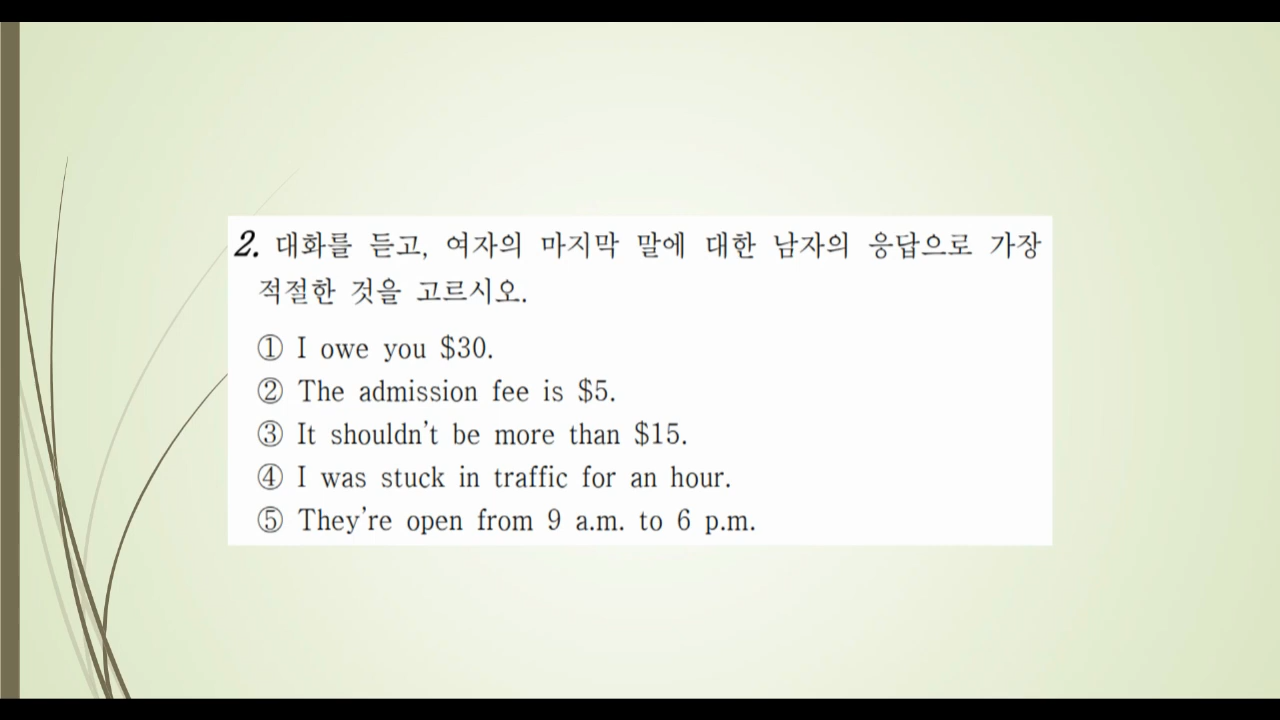 2. 대화를 듣고, 여자의 마지막 말에 대한 남자의 응답으로 가장
적절한 것을 고르시오.
① I owe you $30.
② The admission fee is $5.
③ It shouldn't be more than $15.
④ I was stuck in traffic for an hour.
⑤ They're open from 9 a.m. to 6 p.m.